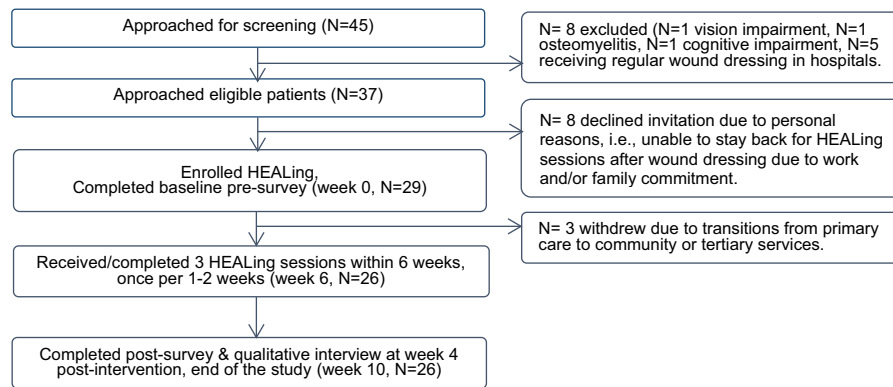 Approached for screening (N=45)
N= 8 excluded (N=1 vision impairment, N=1
osteomyelitis, N=1 cognitive impairment, N=5
receiving regular wound dressing in hospitals.
Approached eligible patients (N=37)
N= 8 declined invitation due to personal
reasons, i.e., unable to stay back for HEALing
sessions after wound dressing due to work
and/or family commitment.
Enrolled HEALing,
Completed baseline pre-survey (week 0, N=29)
N= 3 withdrew due to transitions from primary
care to community or tertiary services.
Received/completed 3 HEALing sessions within 6 weeks,
once per 1-2 weeks (week 6, N=26)
Completed post-survey & qualitative interview at week 4
post-intervention, end of the study (week 10, N=26)